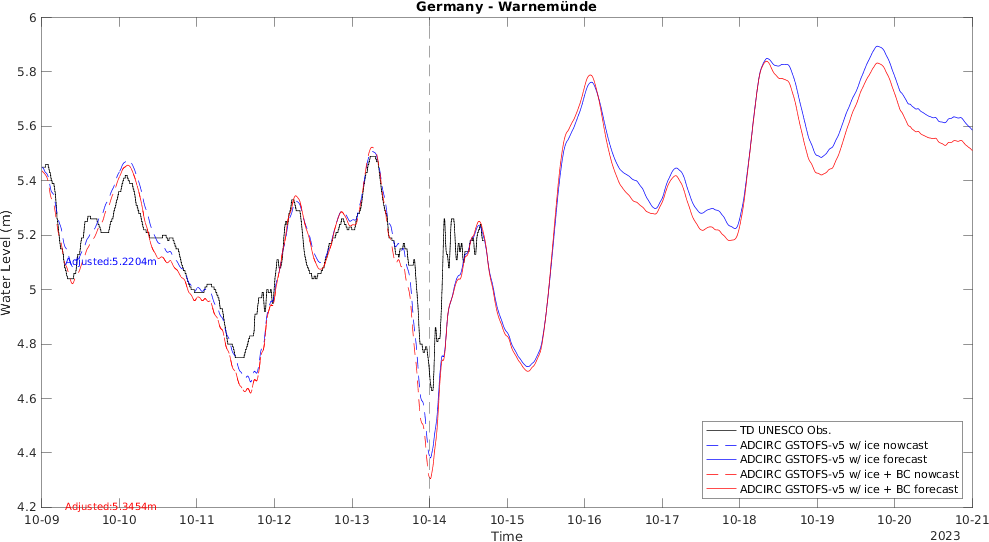 Germany - Warnemünde
Water Level (m)
6
5.8
5.6
5.4
5.2
5
4.8
4.6
4.4
4.2
Adjusted:5.2204m
Adjusted:5.3454m
TD UNESCO Obs.
ADCIRC GSTOFS-v5 w/ ice nowcast
ADCIRC GSTOFS-v5 w/ ice forecast
ADCIRC GSTOFS-v5 w/ ice + BC nowcast
ADCIRC GSTOFS-v5 w/ ice + BC forecast
10-09 10-10 10-11 10-12 10-13 10-14 10-15 10-16 10-17 10-18 10-19 10-20 10-21
Time
2023